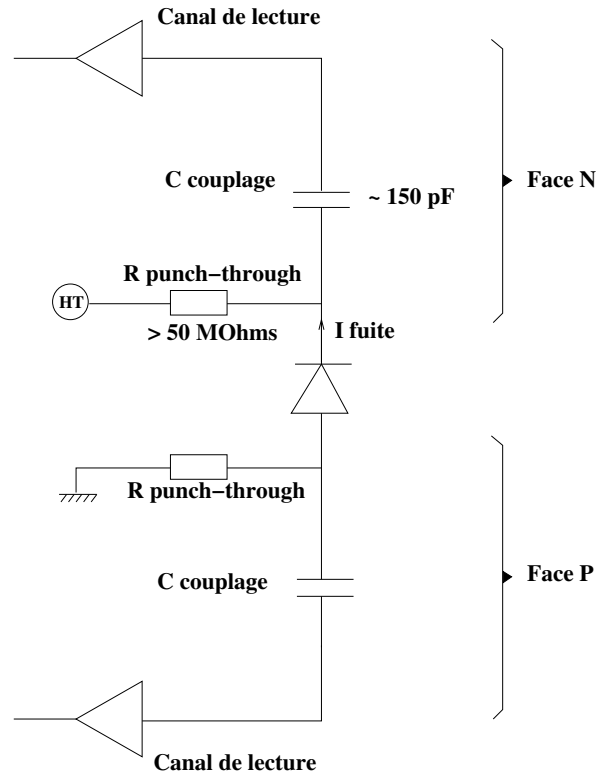 Canal de lecture
C couplage
~ 150 pF
Face N
R punch−through
HT
> 50 MOhms
I fuite
R punch−through
C couplage
Face P
Canal de lecture